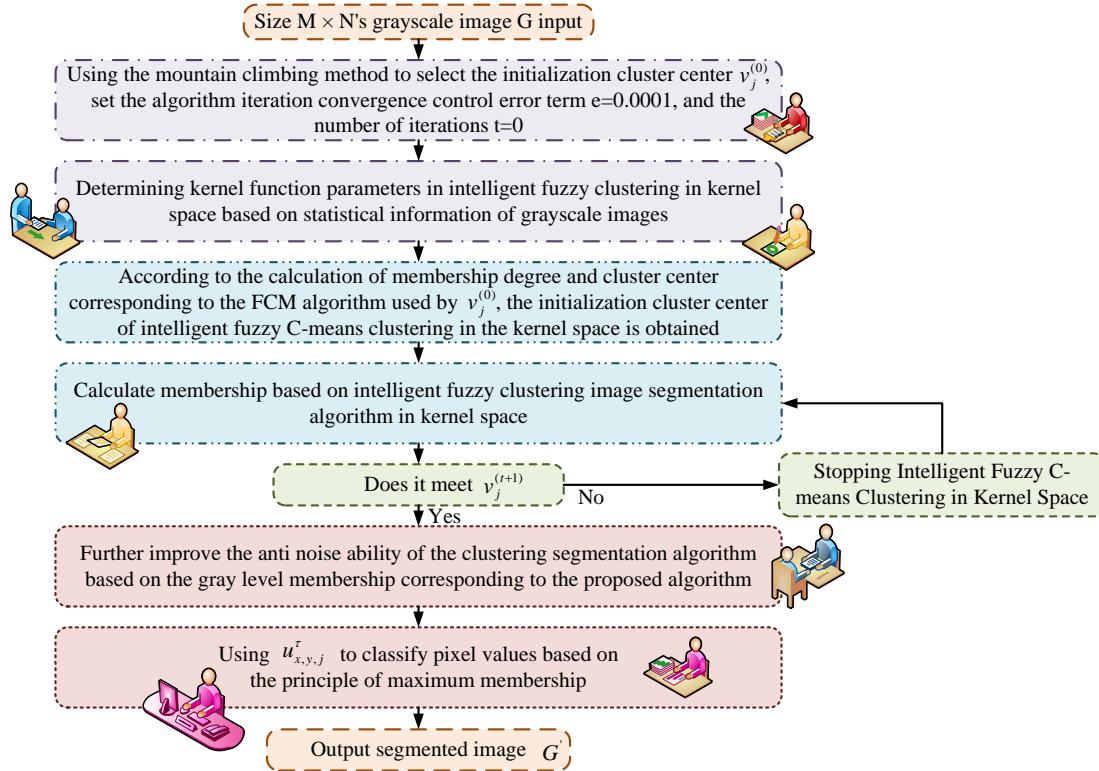 Size M × N's grayscale image G input
Using the mountain climbing method to select the initialization cluster center v_j^{(0)},
set the algorithm iteration convergence control error term e=0.0001, and the
number of iterations t=0
Determining kernel function parameters in intelligent fuzzy clustering in kernel
space based on statistical information of grayscale images
According to the calculation of membership degree and cluster center
corresponding to the FCM algorithm used by v_j^{(0)}, the initialization cluster center
of intelligent fuzzy C-means clustering in the kernel space is obtained
Calculate membership based on intelligent fuzzy clustering image segmentation
algorithm in kernel space
Does it meet v_j^{(t+1)}
No
Stopping Intelligent Fuzzy C-
means Clustering in Kernel Space
Yes
Further improve the anti noise ability of the clustering segmentation algorithm
based on the gray level membership corresponding to the proposed algorithm
Using u_{x,y,j}^{τ} to classify pixel values based on
the principle of maximum membership
Output segmented image G'